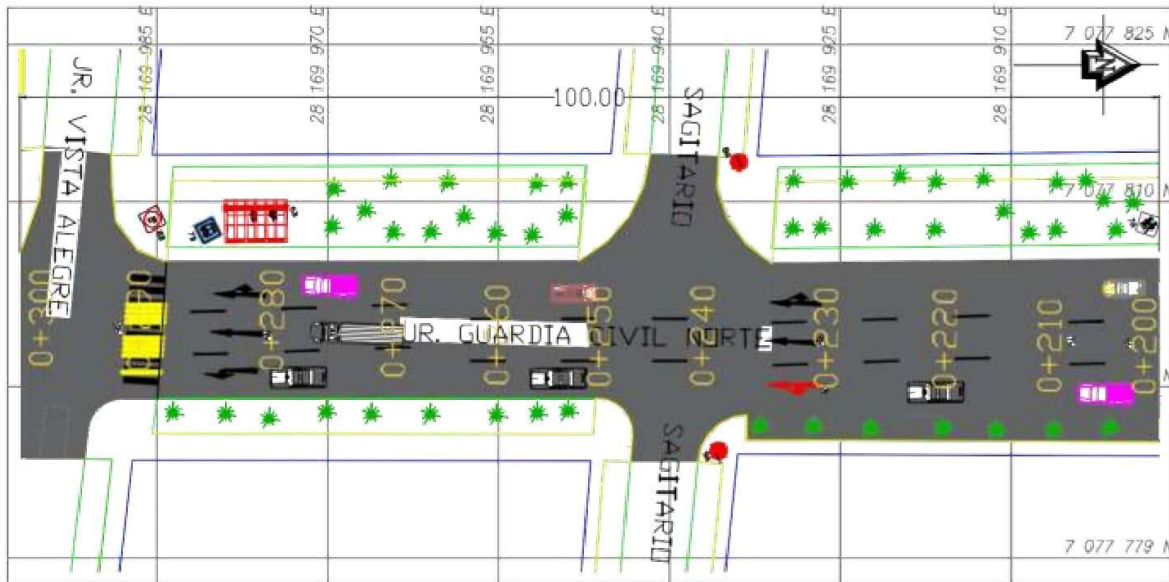 28 169 985 E
28 169 970 E
28 169 955 E
28 169 940 E
28 169 925 E
28 169 910 E
7 077 825 N
N
100.00
JR. VISTA ALEGRE
SAGITARIO
7 077 810 N
0+300
0+280
0+270
0+260
0+250
0+240
0+230
0+220
0+210
0+200
UR. GUARDIA CIVIL NORTE
N
SAGITARIO
7 077 779 N